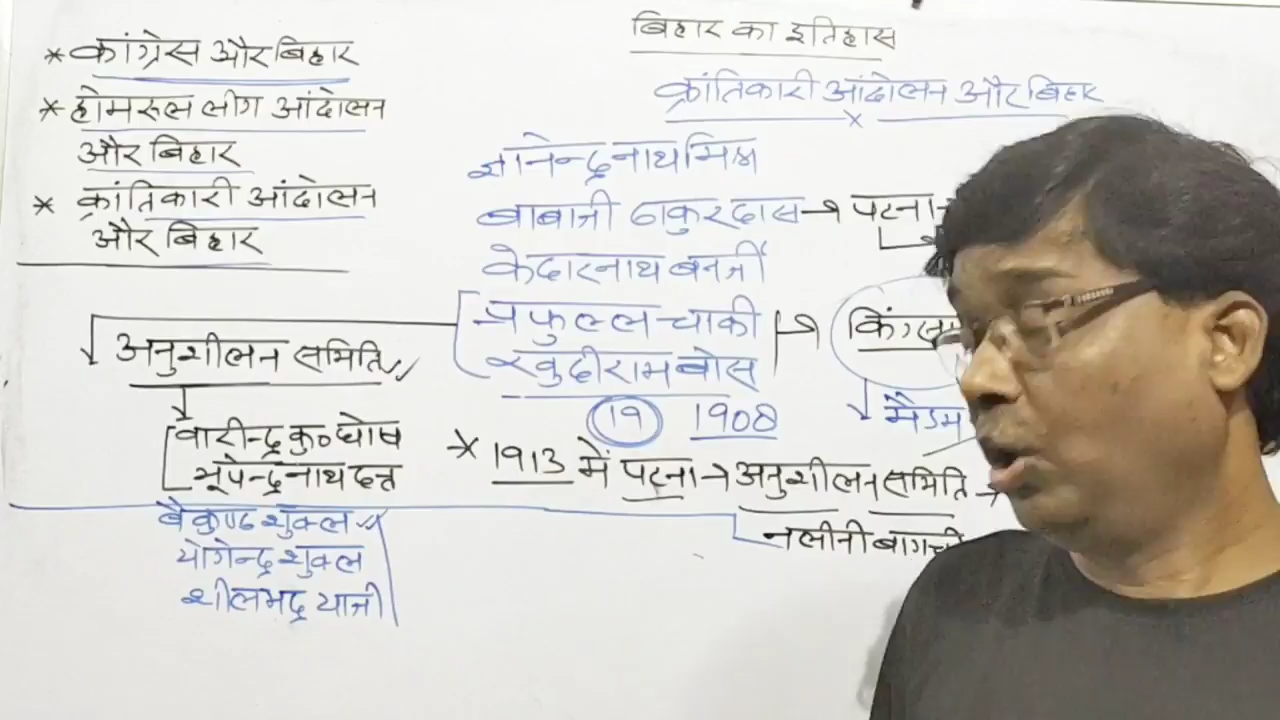 * कांग्रेस और बिहार
* होमरुल लीग आंदोलन
और बिहार
* क्रांतिकारी आंदोलन
और बिहार
बिहार का इतिहास
क्रांतिकारी आंदोलन और बिहार
ज्ञानेन्द्रनाथ मिश्र
बाबाजी ठाकुरदास → पटना
केदारनाथ बनर्जी
प्रफुल्ल चाकी
खुदीराम बोस
19 1908
अनुशीलन समिति
वारीन्द्र कु० घोष
भूपेन्द्रनाथ दत्त
मैडम
* 1913 में पटना → अनुशीलन समिति →
नलीनी बागची
बैकुण्ठ शुक्ल
योगेन्द्र शुक्ल
शीलभद्र याजी